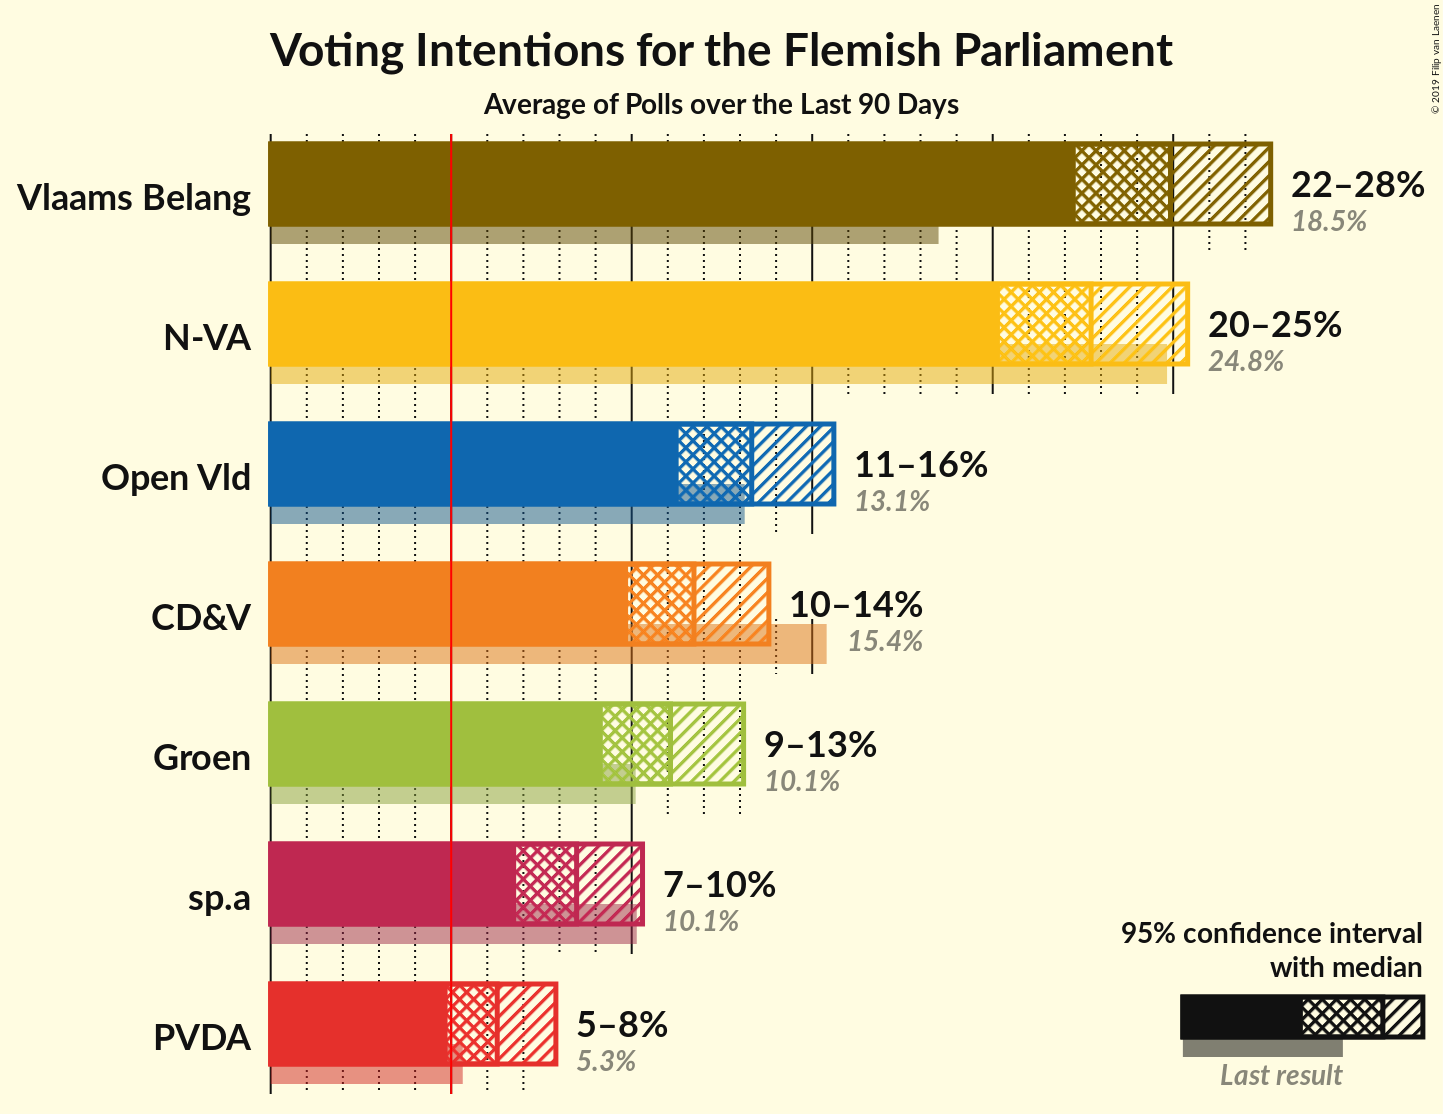 Voting Intentions for the Flemish Parliament
Average of Polls over the Last 90 Days
© 2019 Filip van Laenen
Vlaams Belang
22–28%
18.5%
N-VA
20–25%
24.8%
Open Vld
11–16%
13.1%
CD&V
10–14%
15.4%
Groen
9–13%
10.1%
sp.a
7–10%
10.1%
PVDA
5–8%
5.3%
95% confidence interval
with median
Last result